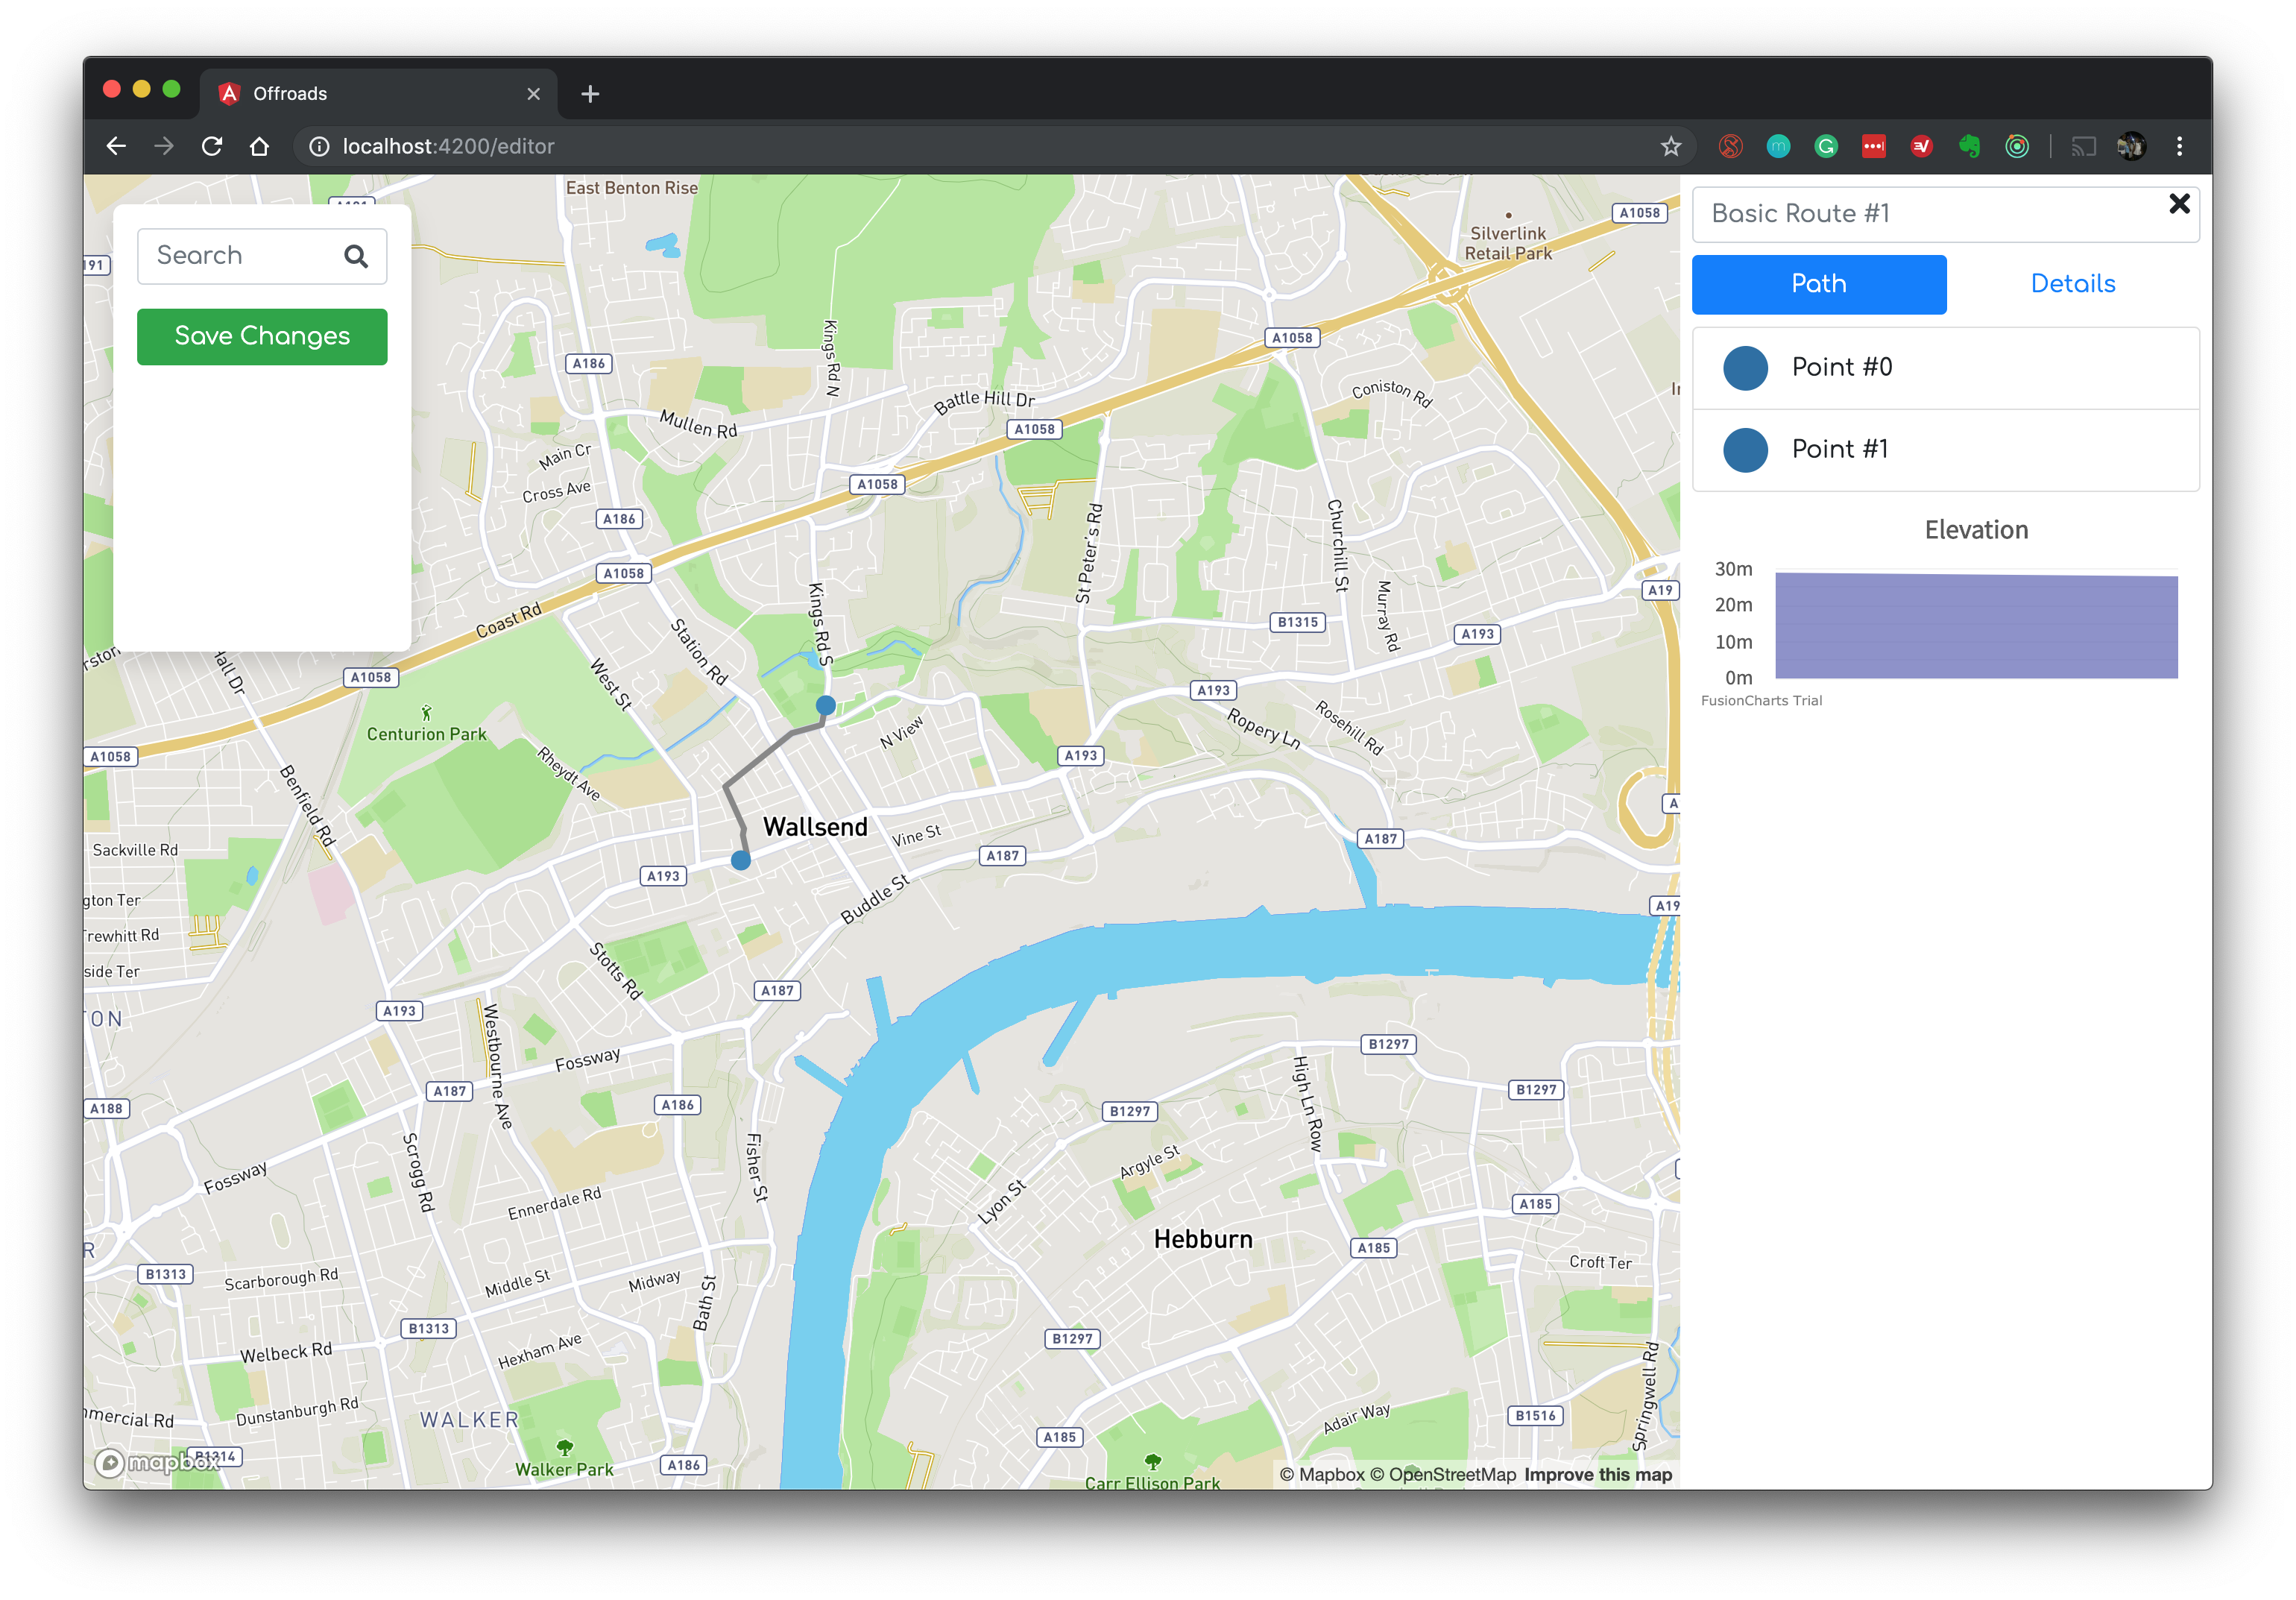 Offroads
localhost:4200/editor
Search
Save Changes
Basic Route #1
Path
Details
Point #0
Point #1
Elevation
30m
20m
10m
0m
FusionCharts Trial
East Benton Rise
A1058
Silverlink
Retail Park
A1058
A186
Kings Rd N
Battle Hill Dr
Coniston Rd
Mullen Rd
A1058
Main Cr
Cross Ave
A1058
A186
St Peter's Rd
Churchill St
A1058
Kings Rd S
Murray Rd
A19
Coast Rd
Station Rd
B1315
A193
West St
A1058
A193
Centurion Park
N View
Ropery Ln
Rosehill Rd
A1058
A193
Rheydt Ave
Benfield Rd
Wallsend
Vine St
A187
Sackville Rd
A187
A193
Buddle St
Stotts Rd
A187
A193
Westbourne Ave
Fossway
B1297
High Ln Row
A187
B1297
A188
A186
B1297
Scrogg Rd
Fisher St
Argyle St
Fossway
Lyon St
Ennerdale Rd
A185
Hebburn
A185
B1313
Scarborough Rd
Middle St
Midway
Croft Ter
Bath St
B1313
B1297
Welbeck Rd
Hexham Ave
Springwell Rd
Dunstanburgh Rd
WALKER
Adair Way
B1516
A185
B1314
mapbox
Walker Park
A186
Carr Ellison Park
© Mapbox © OpenStreetMap Improve this map